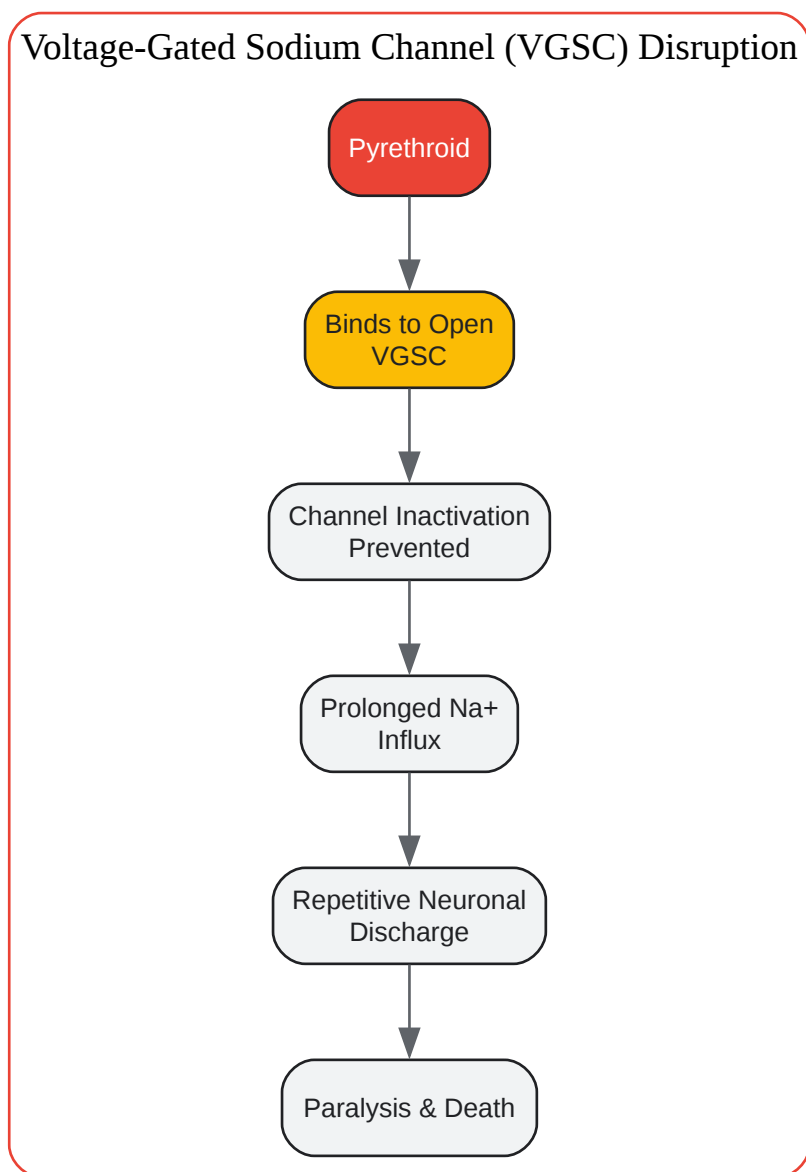 Voltage-Gated Sodium Channel (VGSC) Disruption
Pyrethroid
Binds to Open
VGSC
Channel Inactivation
Prevented
Prolonged Na+
Influx
Repetitive Neuronal
Discharge
Paralysis & Death